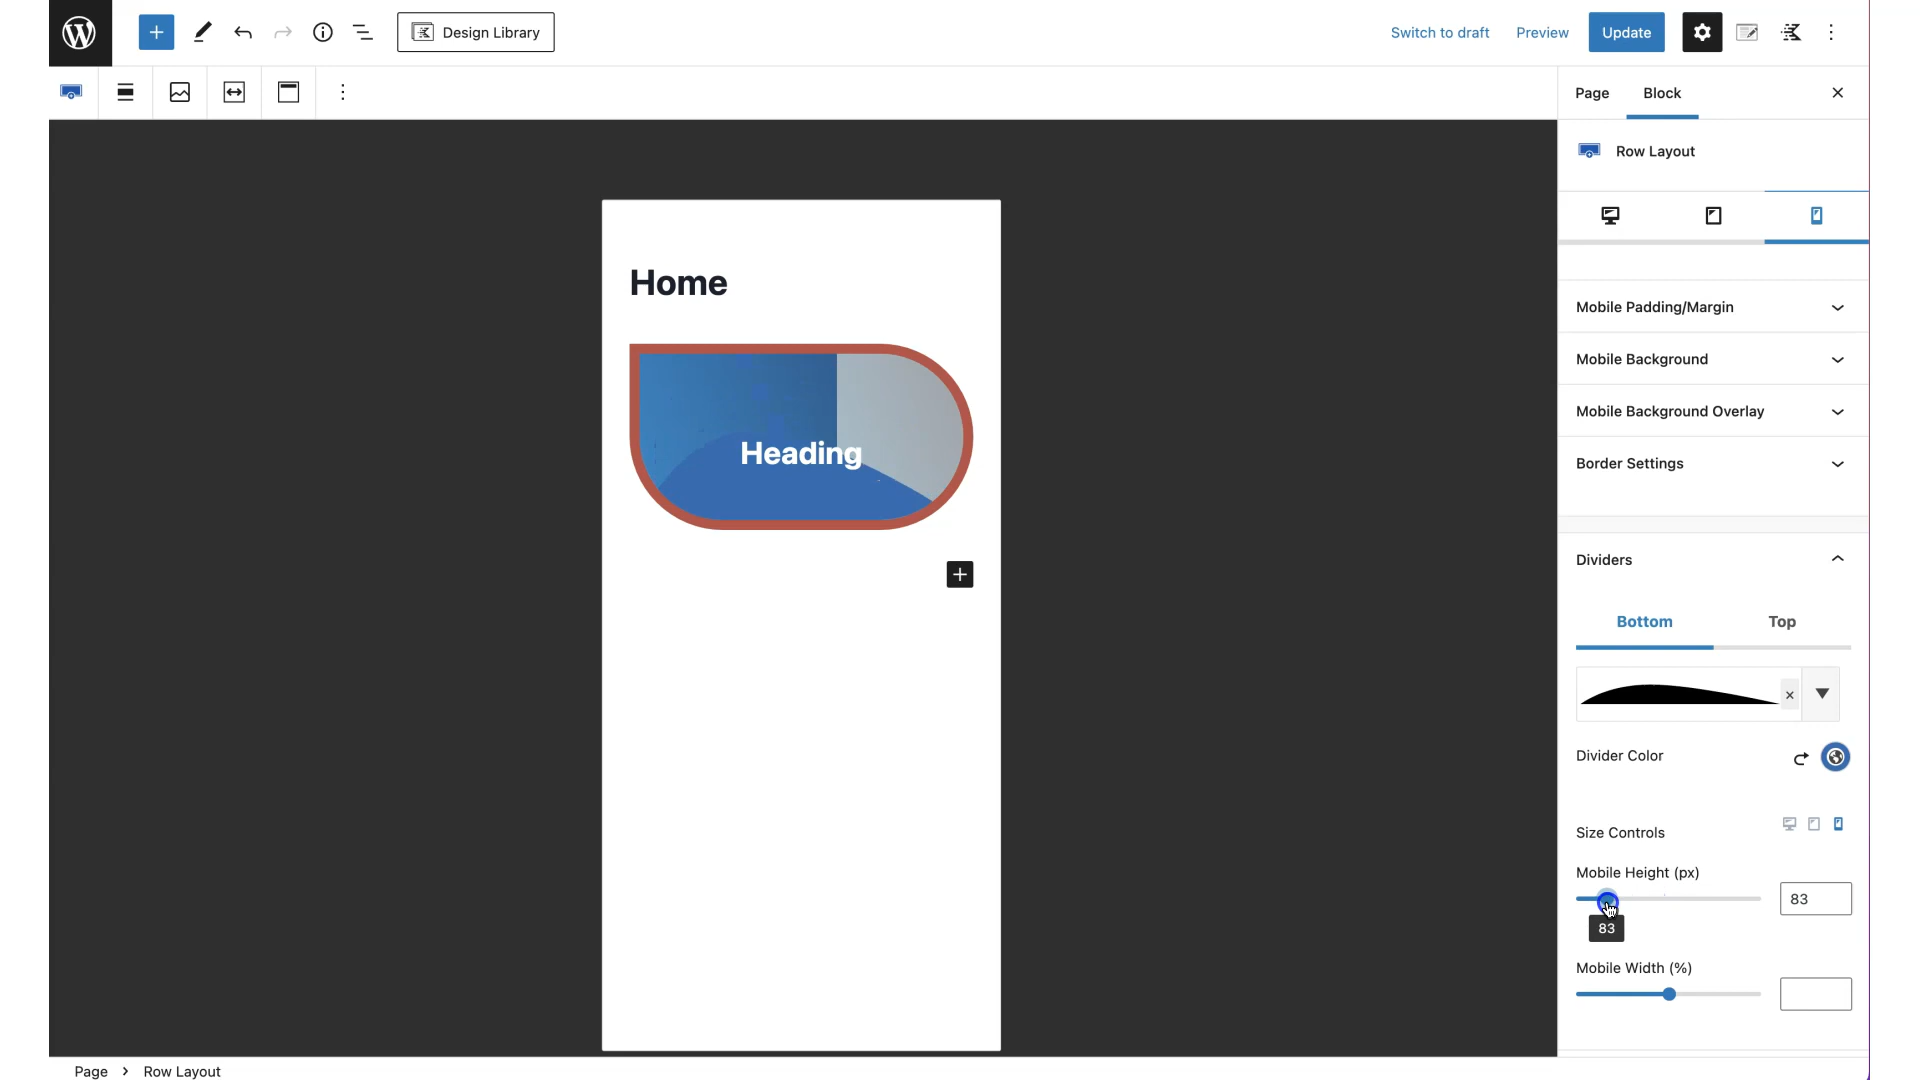 Design Library
Switch to draft
Preview
Update
Page
Block
Row Layout
Home
Heading
Mobile Padding/Margin
Mobile Background
Mobile Background Overlay
Border Settings
Dividers
Bottom
Top
Divider Color
Size Controls
Mobile Height (px)
83
83
Mobile Width (%)
Page > Row Layout